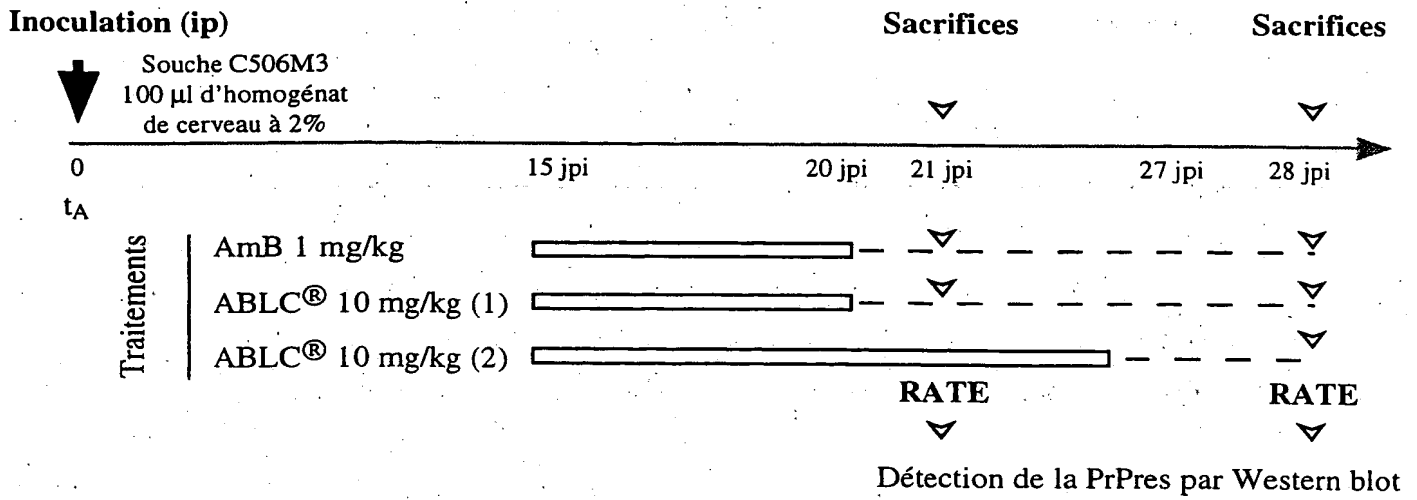 Inoculation (ip)
Sacrifices
Sacrifices
Souche C506M3
100 µl d'homogénat
de cerveau à 2%
0
15 jpi
20 jpi
21 jpi
27 jpi
28 jpi
tA
Traitements
AmB 1 mg/kg
ABLC® 10 mg/kg (1)
ABLC® 10 mg/kg (2)
RATE
RATE
Détection de la PrPres par Western blot